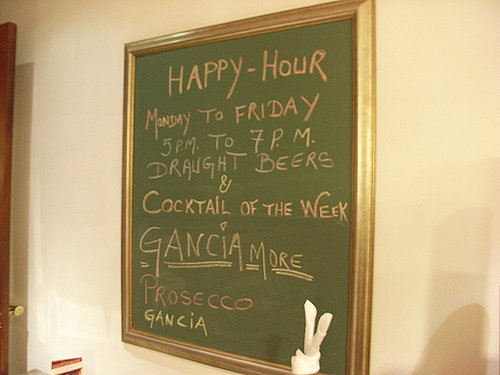 HAPPY-HOUR
MONDAY TO FRIDAY
5 P.M. TO 7 P.M.
DRAUGHT BEERS
&
COCKTAIL OF THE WEEK
GANCIA MORE
PROSECCO
GANCIA